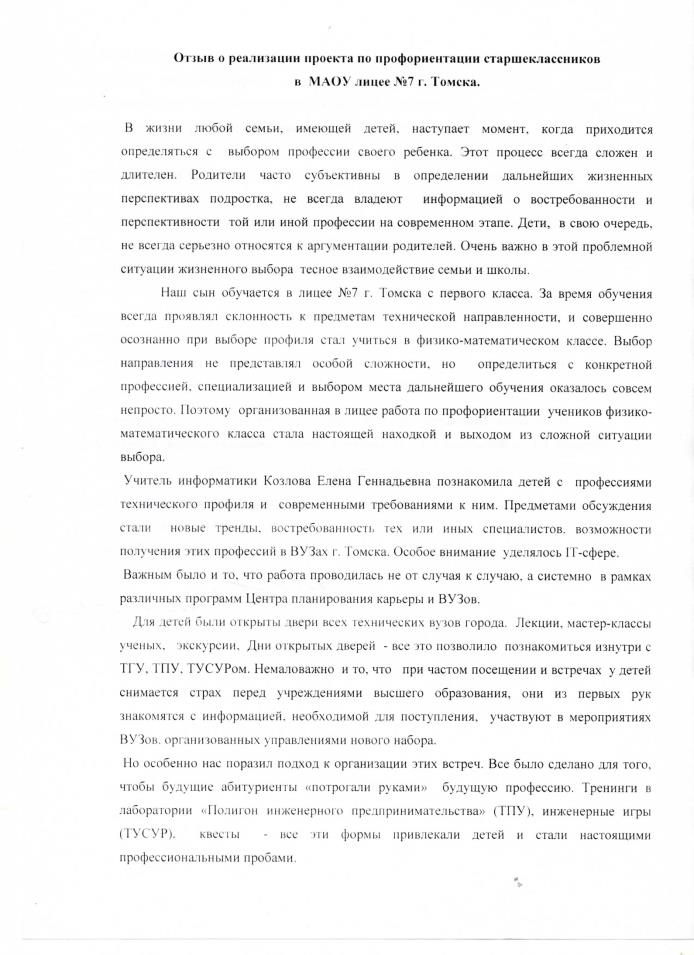 Отзыв о реализации проекта по профориентации старшеклассников
в МАОУ лицее №7 г. Томска.
В жизни любой семьи, имеющей детей, наступает момент, когда приходится
определяться с выбором профессии своего ребенка. Этот процесс всегда сложен и
длителен. Родители часто субъективны в определении дальнейших жизненных
перспективах подростка, не всегда владеют информацией о востребованности и
перспективности той или иной профессии на современном этапе. Дети, в свою очередь,
не всегда серьезно относятся к аргументации родителей. Очень важно в этой проблемной
ситуации жизненного выбора тесное взаимодействие семьи и школы.
Наш сын обучается в лицее №7 г. Томска с первого класса. За время обучения
всегда проявлял склонность к предметам технической направленности, и совершенно
осознанно при выборе профиля стал учиться в физико-математическом классе. Выбор
направления не представлял особой сложности, но определиться с конкретной
профессией, специализацией и выбором места дальнейшего обучения оказалось совсем
непросто. Поэтому организованная в лицее работа по профориентации учеников физико-
математического класса стала настоящей находкой и выходом из сложной ситуации
выбора.
Учитель информатики Козлова Елена Геннадьевна познакомила детей с профессиями
технического профиля и современными требованиями к ним. Предметами обсуждения
стали новые тренды, востребованность тех или иных специалистов, возможности
получения этих профессий в ВУЗах г. Томска. Особое внимание уделялось IT-сфере.
Важным было и то, что работа проводилась не от случая к случаю, а системно в рамках
различных программ Центра планирования карьеры и ВУЗов.
Для детей были открыты двери всех технических вузов города. Лекции, мастер-классы
ученых, экскурсии, Дни открытых дверей - все это позволило познакомиться изнутри с
ТГУ, ТПУ, ТУСУРом. Немаловажно и то, что при частом посещении и встречах у детей
снимается страх перед учреждениями высшего образования, они из первых рук
знакомятся с информацией, необходимой для поступления, участвуют в мероприятиях
ВУЗов, организованных управлениями нового набора.
Но особенно нас поразил подход к организации этих встреч. Все было сделано для того,
чтобы будущие абитуриенты «потрогали руками» будущую профессию. Тренинги в
лаборатории «Полигон инженерного предпринимательства» (ТПУ), инженерные игры
(ТУСУР), квесты - все эти формы привлекали детей и стали настоящими
профессиональными пробами.